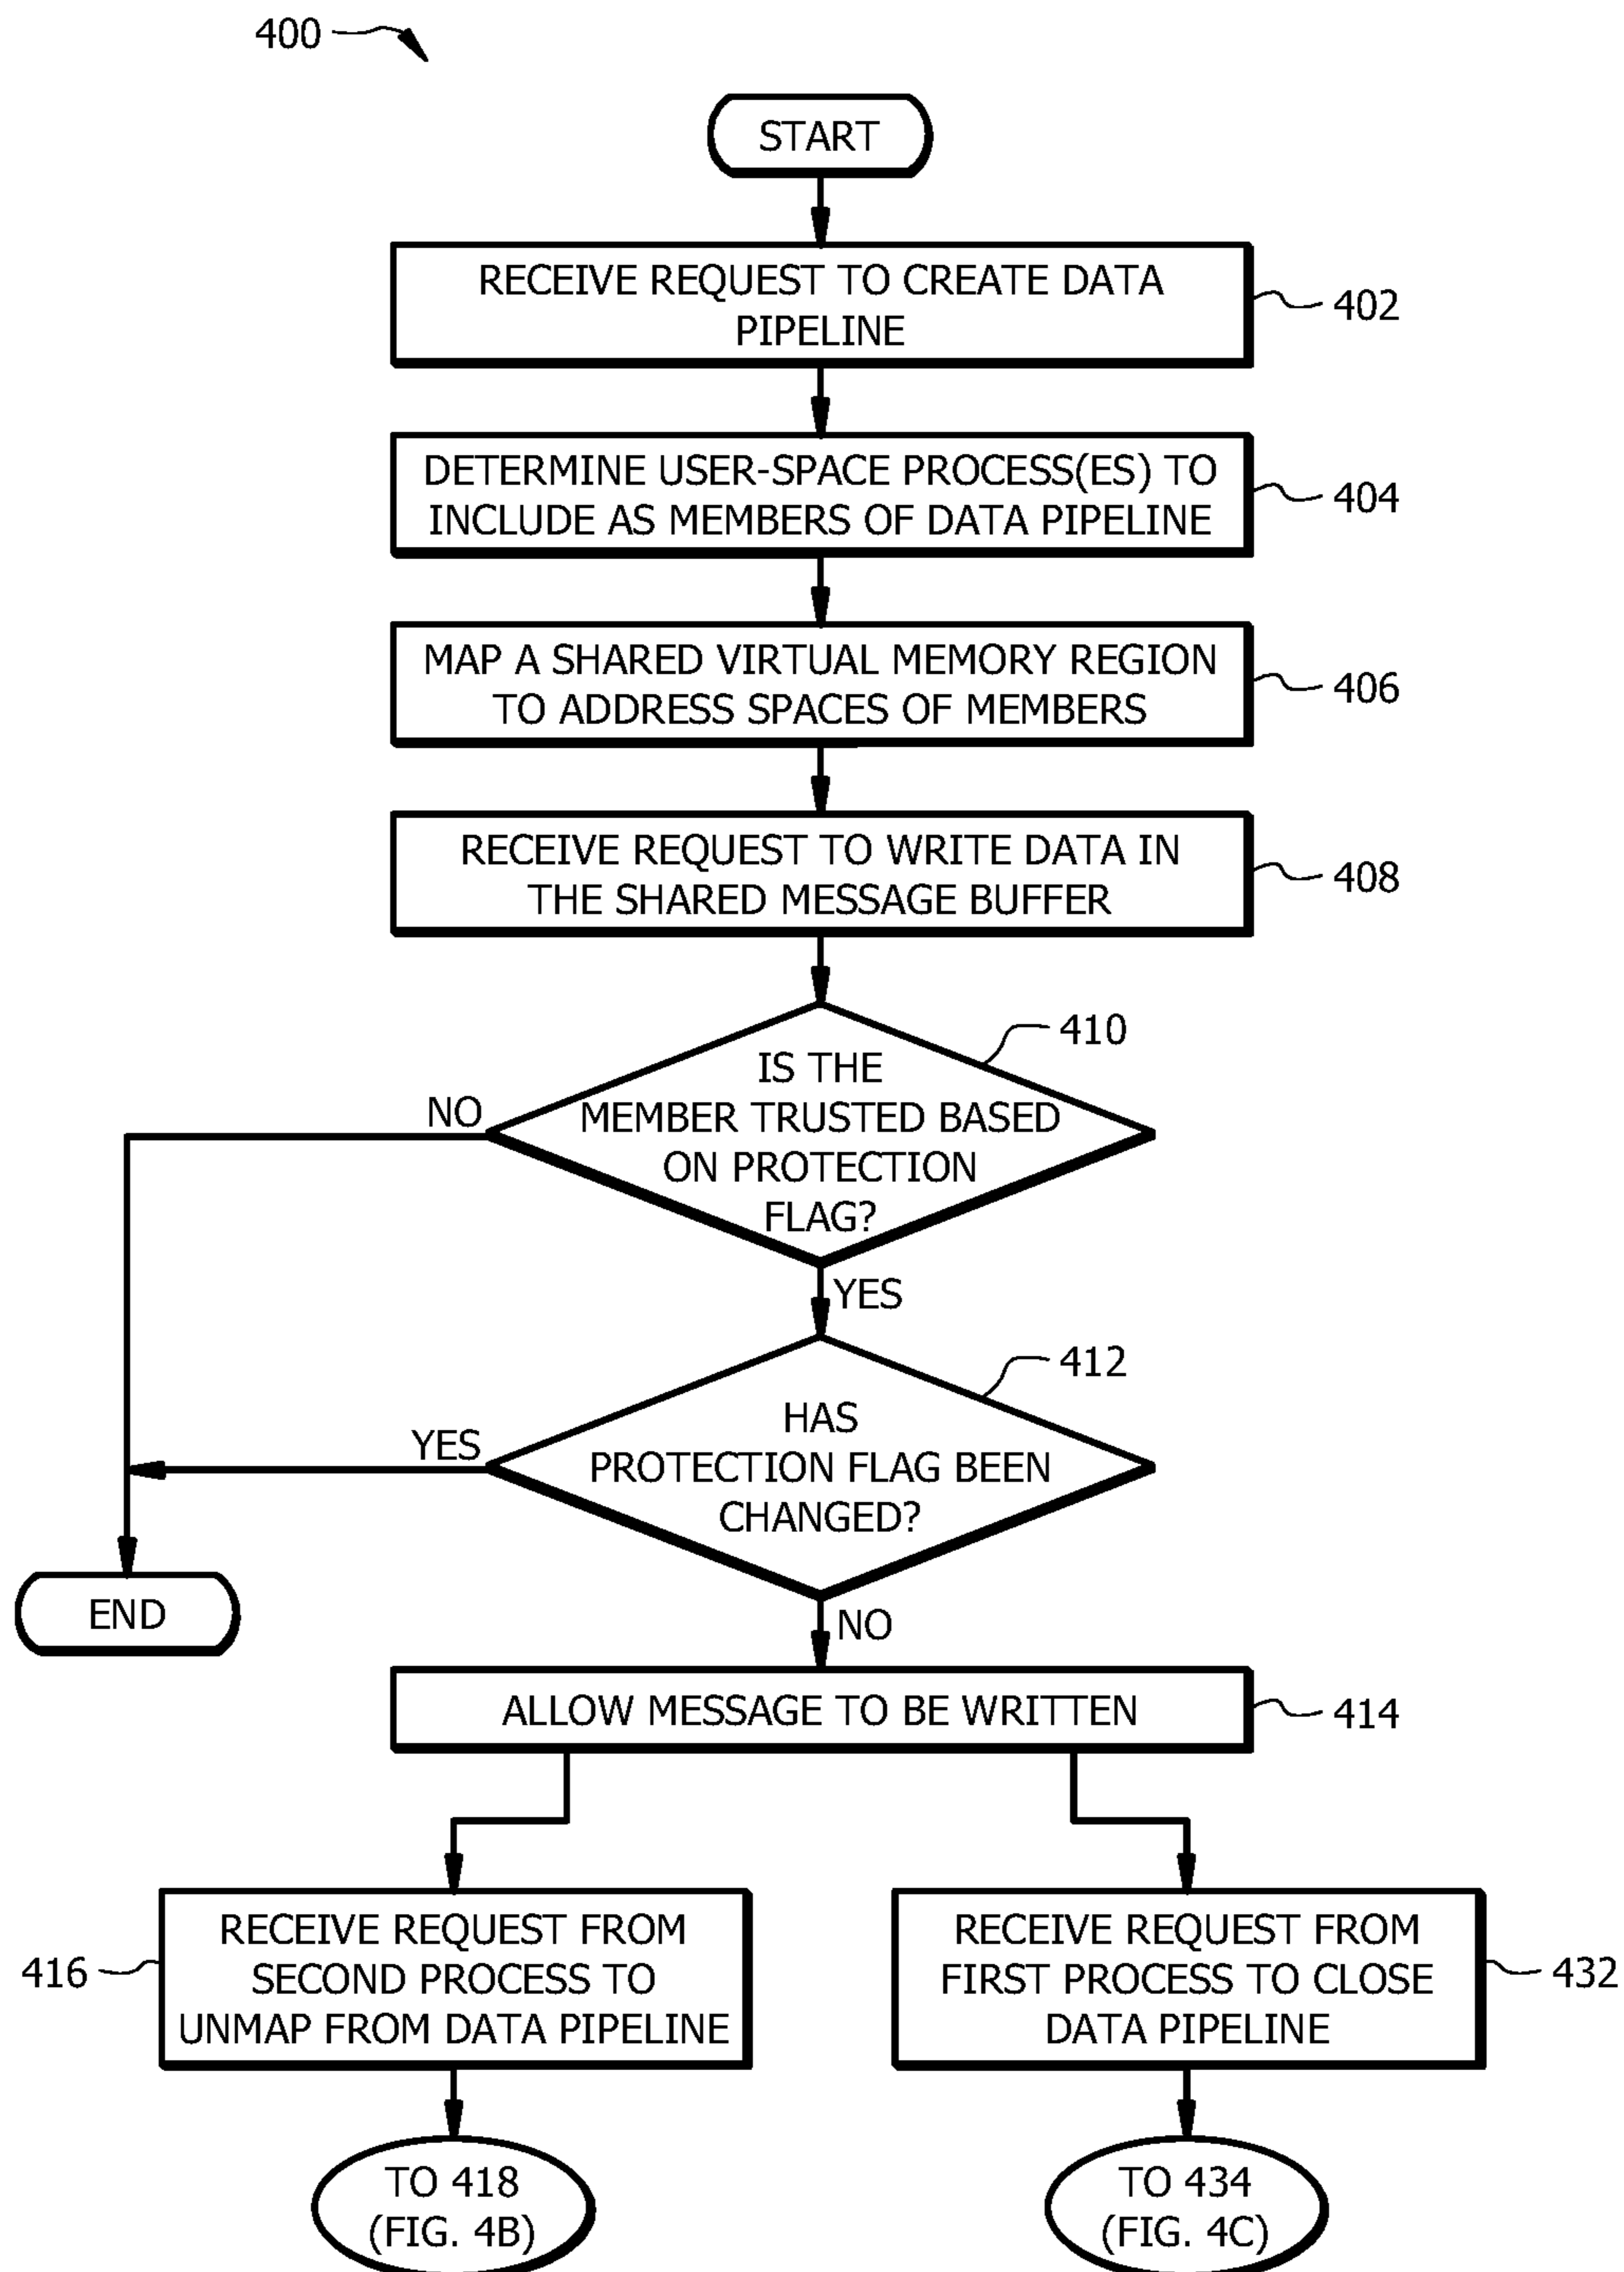 400
START
RECEIVE REQUEST TO CREATE DATA
PIPELINE
402
DETERMINE USER-SPACE PROCESS(ES) TO
INCLUDE AS MEMBERS OF DATA PIPELINE
404
MAP A SHARED VIRTUAL MEMORY REGION
TO ADDRESS SPACES OF MEMBERS
406
RECEIVE REQUEST TO WRITE DATA IN
THE SHARED MESSAGE BUFFER
408
410
IS THE
MEMBER TRUSTED BASED
ON PROTECTION
FLAG?
NO
YES
412
HAS
PROTECTION FLAG BEEN
CHANGED?
YES
END
NO
ALLOW MESSAGE TO BE WRITTEN
414
RECEIVE REQUEST FROM
SECOND PROCESS TO
UNMAP FROM DATA PIPELINE
416
RECEIVE REQUEST FROM
FIRST PROCESS TO CLOSE
DATA PIPELINE
432
TO 418
(FIG. 4B)
TO 434
(FIG. 4C)